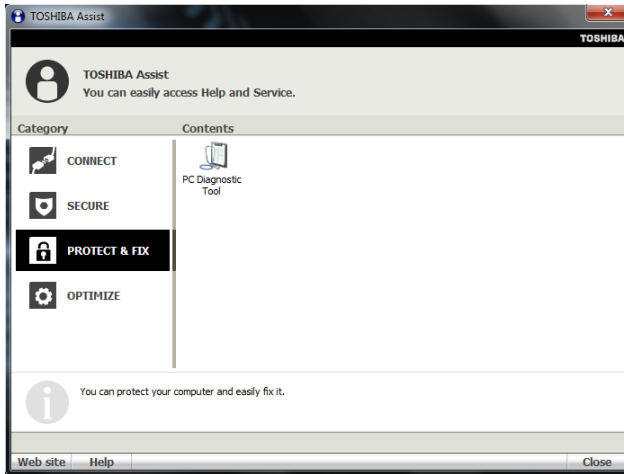 TOSHIBA Assist
TOSHIBA
TOSHIBA Assist
You can easily access Help and Service.
Category
Contents
CONNECT
SECURE
PROTECT & FIX
OPTIMIZE
PC Diagnostic
Tool
You can protect your computer and easily fix it.
Web site
Help
Close